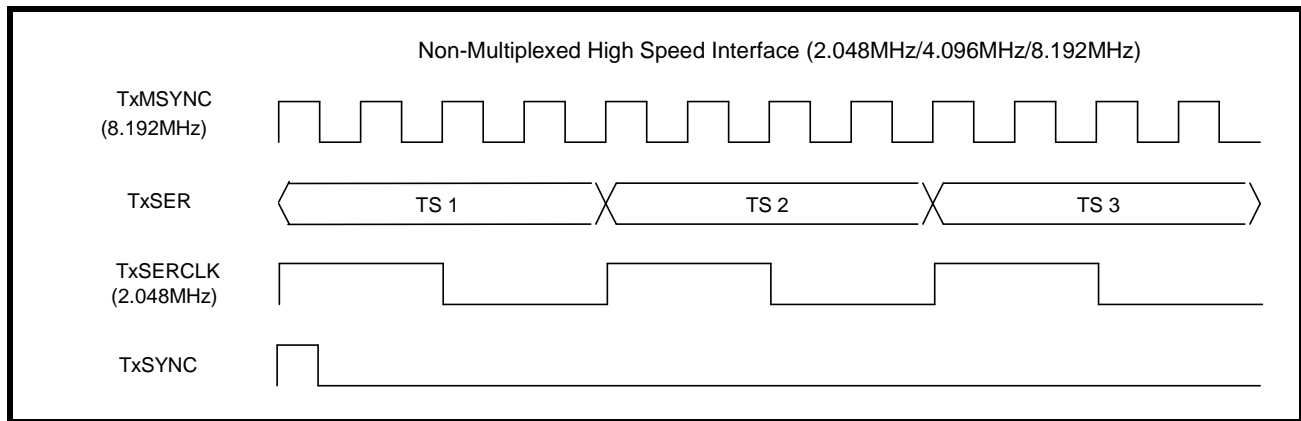 Non-Multiplexed High Speed Interface (2.048MHz/4.096MHz/8.192MHz)
TxMSYNC
(8.192MHz)
TxSER
TS 1
TS 2
TS 3
TxSERCLK
(2.048MHz)
TxSYNC